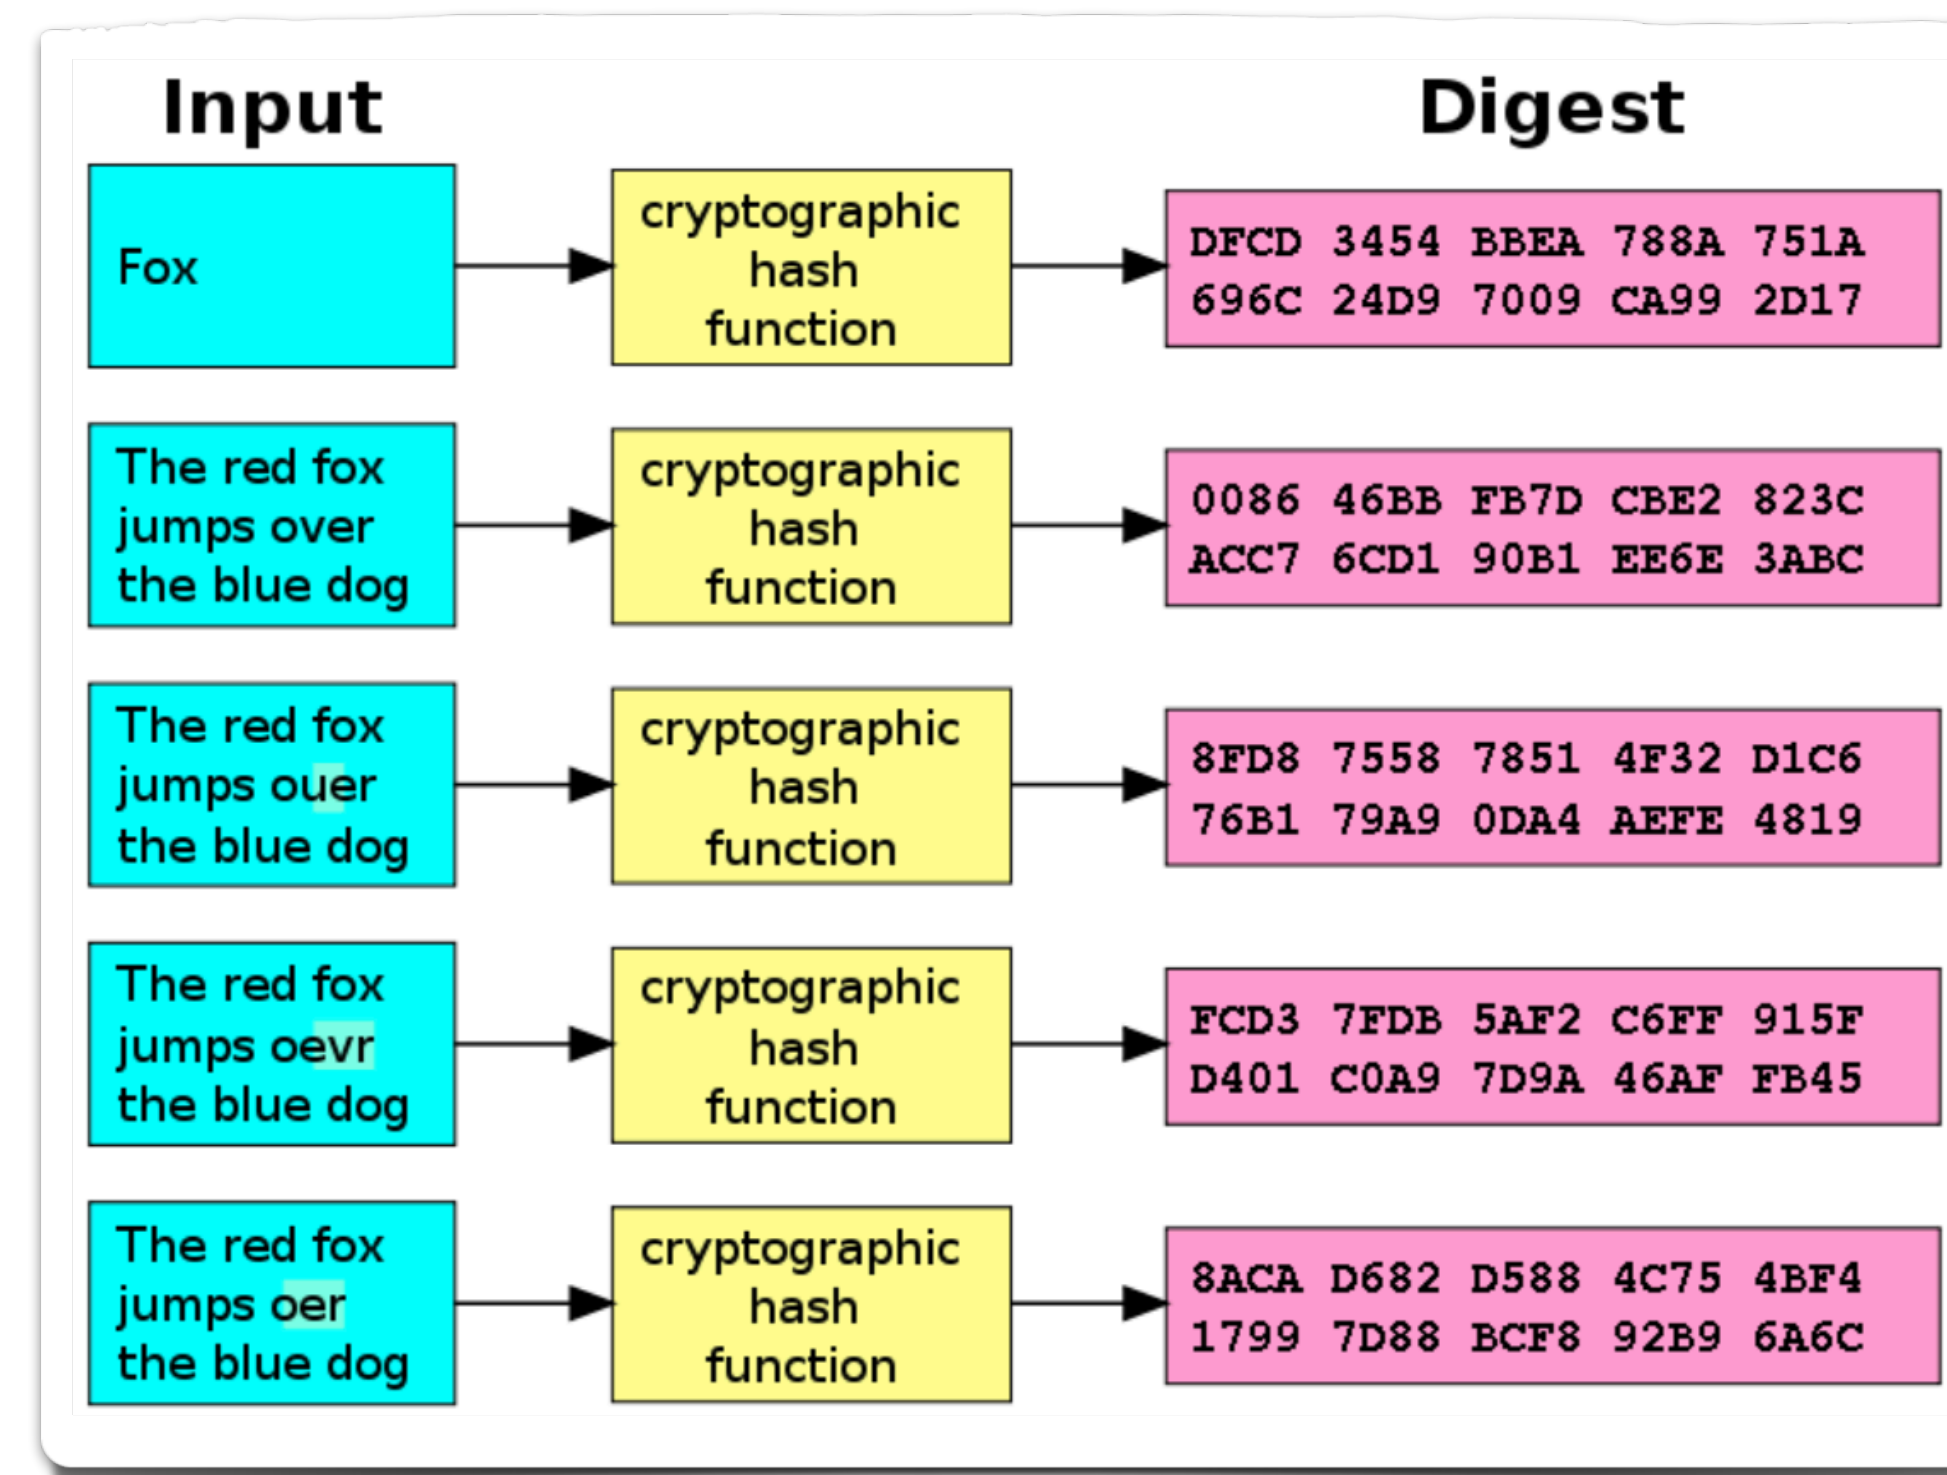 Input
Digest
Fox
cryptographic
hash
function
DFCD 3454 BBEA 788A 751A
696C 24D9 7009 CA99 2D17
The red fox
jumps over
the blue dog
cryptographic
hash
function
0086 46BB FB7D CBE2 823C
ACC7 6CD1 90B1 EE6E 3ABC
The red fox
jumps ouer
the blue dog
cryptographic
hash
function
8FD8 7558 7851 4F32 D1C6
76B1 79A9 0DA4 AEFE 4819
The red fox
jumps oevr
the blue dog
cryptographic
hash
function
FCD3 7FDB 5AF2 C6FF 915F
D401 C0A9 7D9A 46AF FB45
The red fox
jumps oer
the blue dog
cryptographic
hash
function
8ACA D682 D588 4C75 4BF4
1799 7D88 BCF8 92B9 6A6C